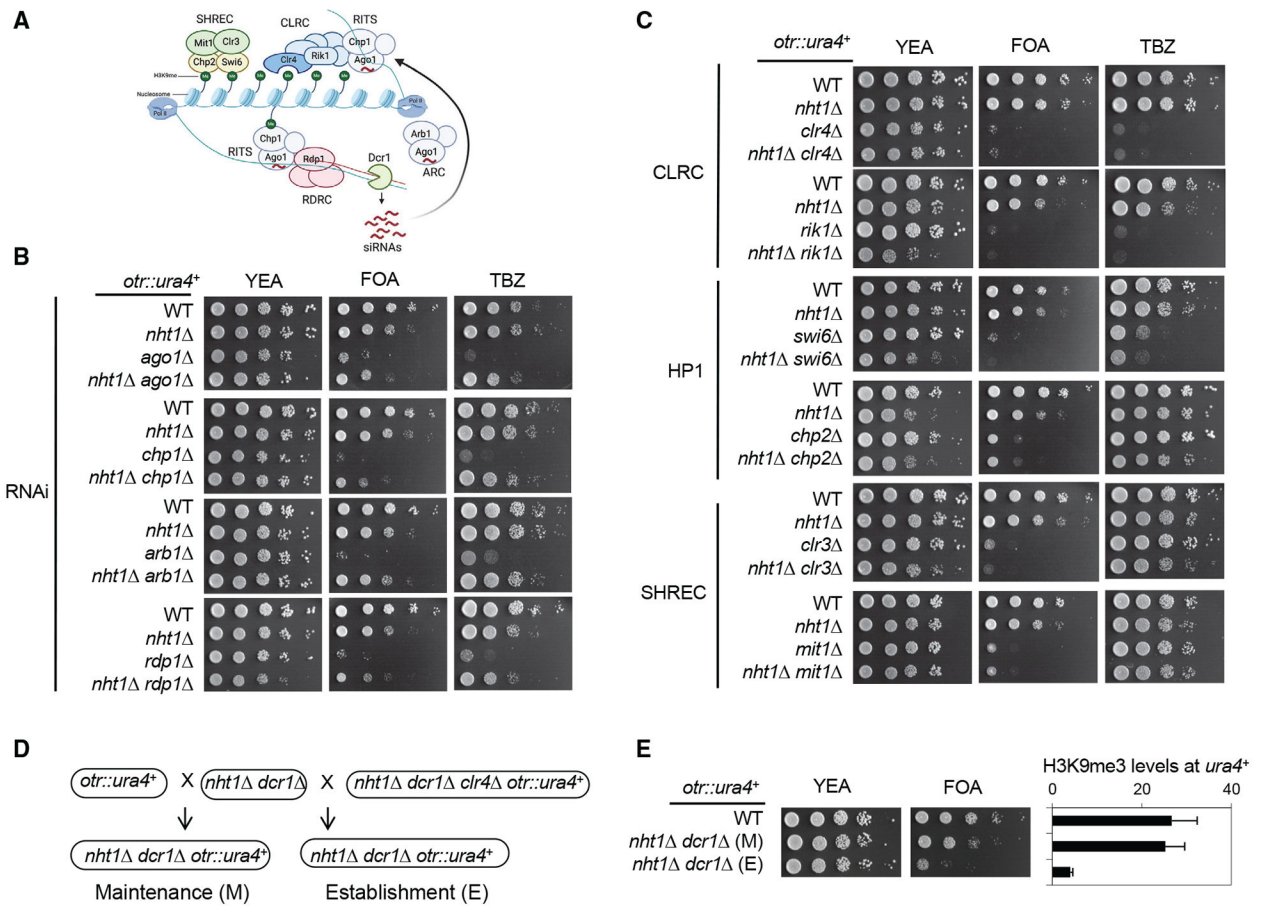 A
SHREC
CLRC
RITS
Mit1
Clr3
Chp2
Swi6
Clr4
Rik1
Chp1
Ago1
H3K9me
Me
Me
Me
Me
Me
Me
Nucleosome
Pol II
Pol II
Me
Chp1
RITS
Ago1
Rdp1
RDRC
Dcr1
Arb1
Ago1
ARC
siRNAs
B
otr::ura4+
YEA
FOA
TBZ
RNAi
WT
nht1Δ
ago1Δ
nht1Δ ago1Δ
WT
nht1Δ
chp1Δ
nht1Δ chp1Δ
WT
nht1Δ
arb1Δ
nht1Δ arb1Δ
WT
nht1Δ
rdp1Δ
nht1Δ rdp1Δ
C
otr::ura4+
YEA
FOA
TBZ
CLRC
WT
nht1Δ
clr4Δ
nht1Δ clr4Δ
WT
nht1Δ
rik1Δ
nht1Δ rik1Δ
HP1
WT
nht1Δ
swi6Δ
nht1Δ swi6Δ
WT
nht1Δ
chp2Δ
nht1Δ chp2Δ
SHREC
WT
nht1Δ
clr3Δ
nht1Δ clr3Δ
WT
nht1Δ
mit1Δ
nht1Δ mit1Δ
D
otr::ura4+ X nht1Δ dcr1Δ X nht1Δ dcr1Δ clr4Δ otr::ura4+
nht1Δ dcr1Δ otr::ura4+
nht1Δ dcr1Δ otr::ura4+
Maintenance (M)
Establishment (E)
E
otr::ura4+
YEA
FOA
H3K9me3 levels at ura4+
0 20 40
WT
nht1Δ dcr1Δ (M)
nht1Δ dcr1Δ (E)